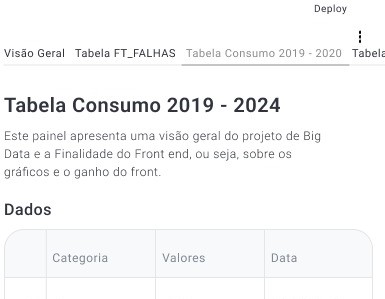 Deploy
Visão Geral Tabela FT_FALHAS Tabela Consumo 2019 - 2020 Tabela
Tabela Consumo 2019 - 2024
Este painel apresenta uma visão geral do projeto de Big
Data e a Finalidade do Front end, ou seja, sobre os
gráficos e o ganho do front.
Dados
Categoria Valores Data